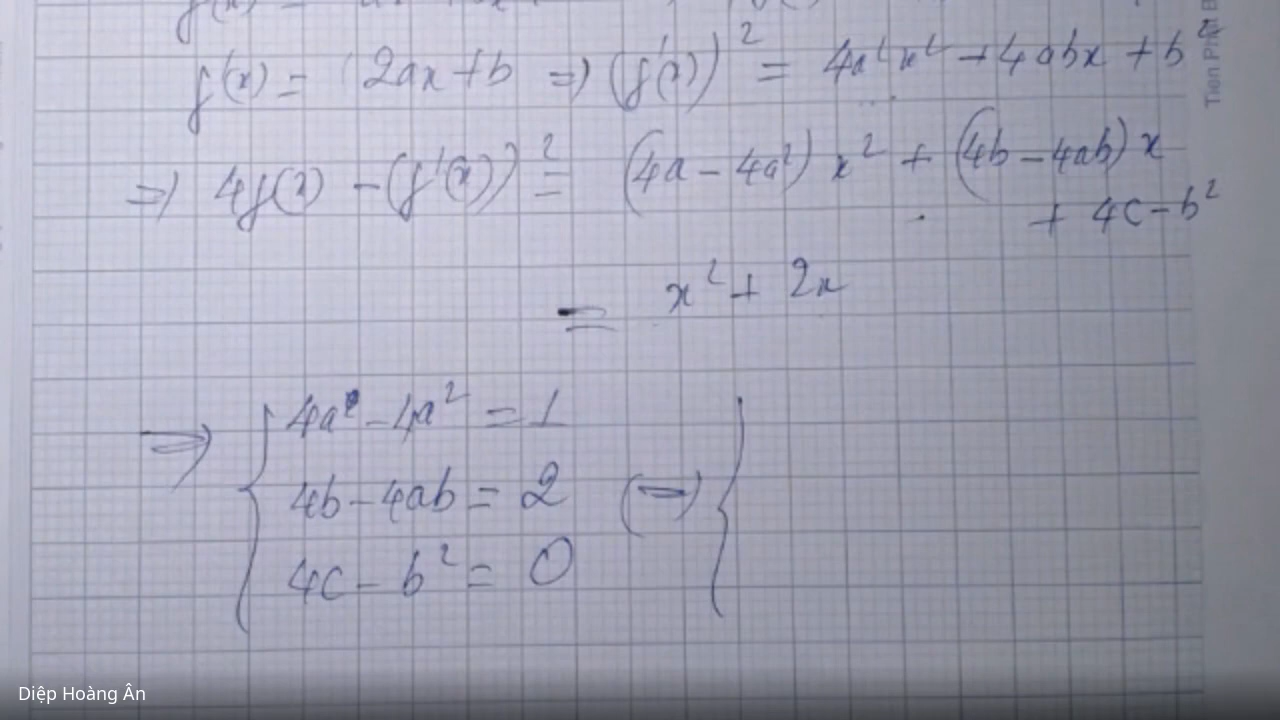 f'(x) = 2ax + b => (f'(x))² = 4a²x² + 4abx + b²
=> 4f(x) - (f'(x))² = (4a - 4a²) x² + (4b - 4ab) x
+ 4c - b²
= x² + 2x
=> { 4a - 4a² = 1
4b - 4ab = 2 (=) {
4c - b² = 0
Diệp Hoàng Ân